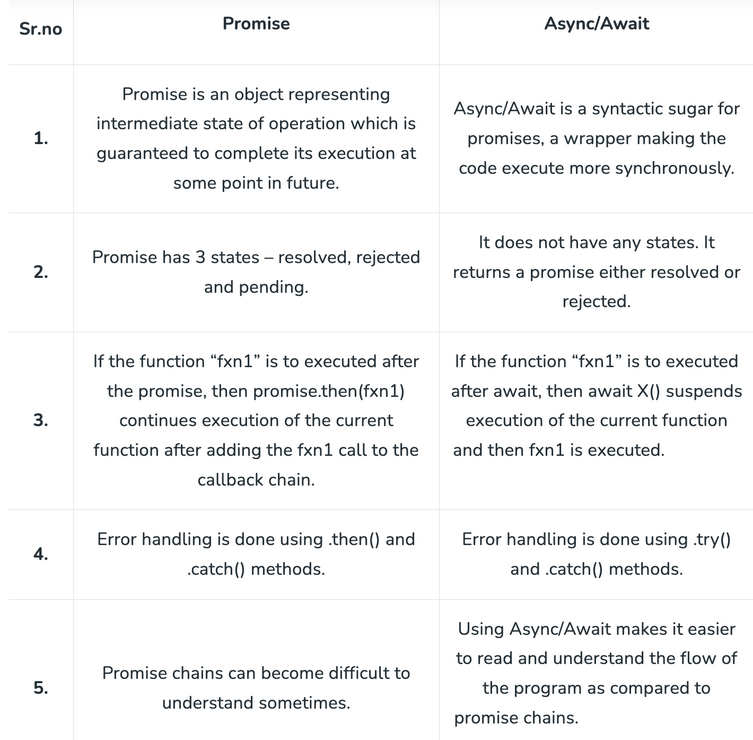 Sr.no
Promise
Async/Await
1.
Promise is an object representing
intermediate state of operation which is
guaranteed to complete its execution at
some point in future.
Async/Await is a syntactic sugar for
promises, a wrapper making the
code execute more synchronously.
2.
Promise has 3 states – resolved, rejected
and pending.
It does not have any states. It
returns a promise either resolved or
rejected.
3.
If the function “fxn1” is to executed after
the promise, then promise.then(fxn1)
continues execution of the current
function after adding the fxn1 call to the
callback chain.
If the function “fxn1” is to executed
after await, then await X() suspends
execution of the current function
and then fxn1 is executed.
4.
Error handling is done using .then() and
.catch() methods.
Error handling is done using .try()
and .catch() methods.
5.
Promise chains can become difficult to
understand sometimes.
Using Async/Await makes it easier
to read and understand the flow of
the program as compared to
promise chains.